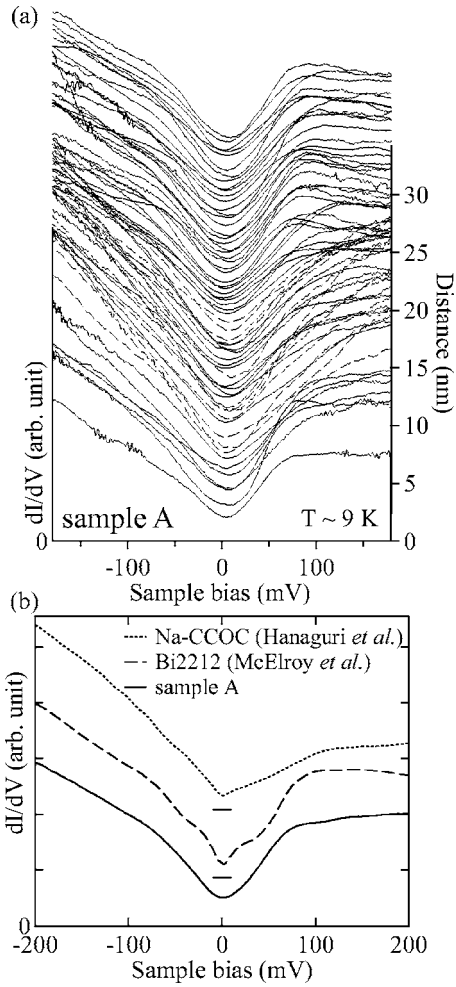 (a)
30
25
20
15
10
5
0
Distance (nm)
dI/dV (arb. unit)
0
sample A
T ~ 9 K
-100
0
100
Sample bias (mV)
(b)
Na-CCOC (Hanaguri et al.)
Bi2212 (McElroy et al.)
sample A
dI/dV (arb. unit)
0
-200
-100
0
100
200
Sample bias (mV)